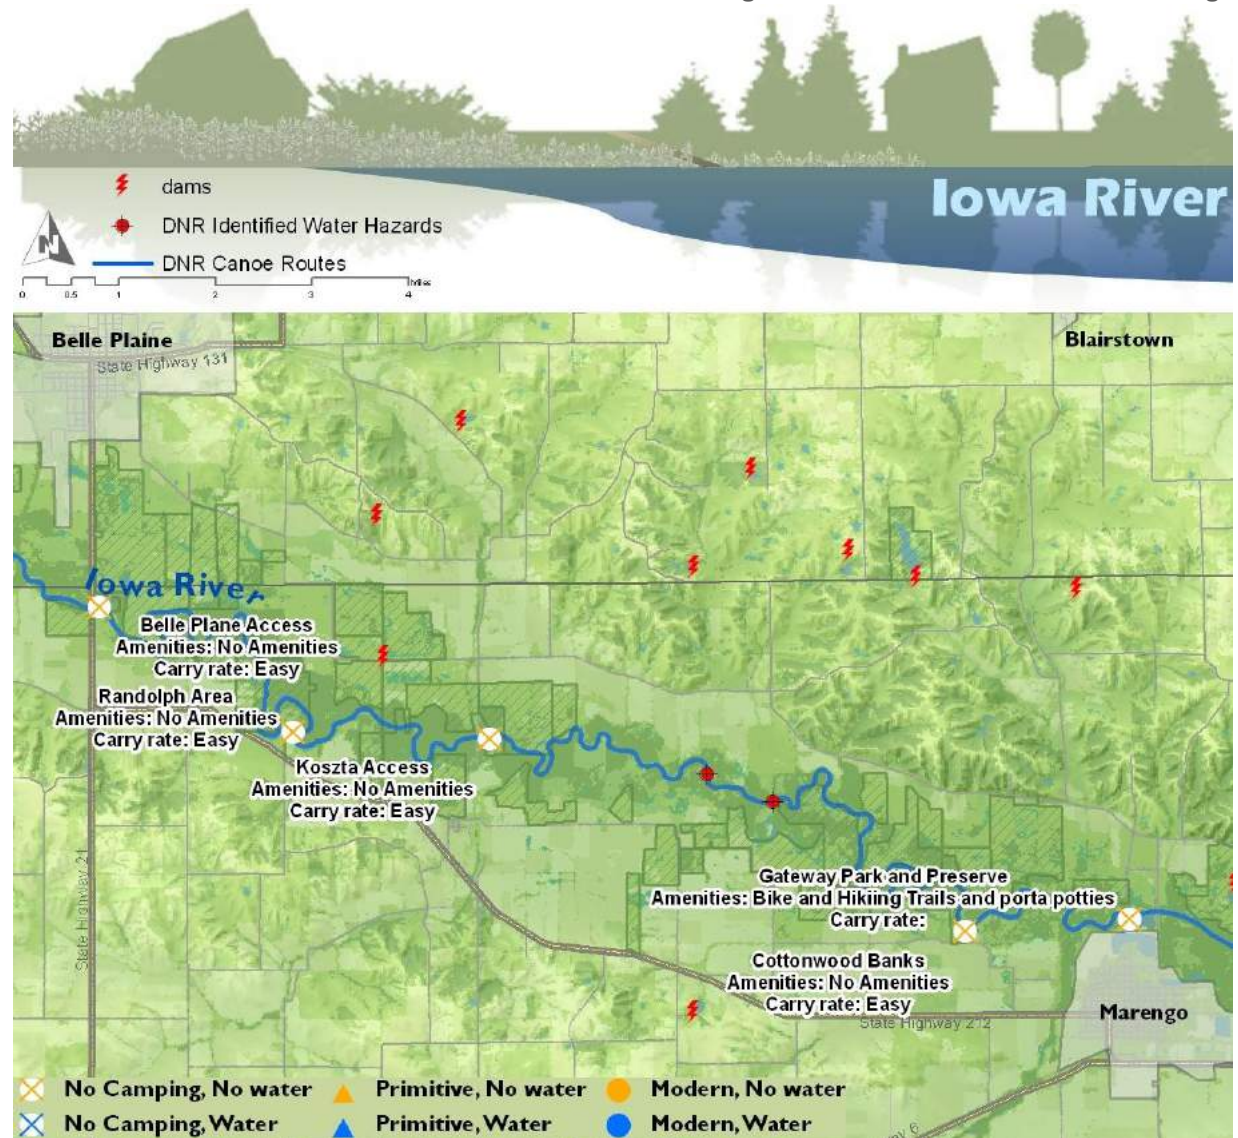 dams
Iowa River
DNR Identified Water Hazards
DNR Canoe Routes
N
Miles
0 0.5 1 2 3 4
Belle Plaine
Blairstown
State Highway 131
Iowa River
Belle Plane Access
Amenities: No Amenities
Carry rate: Easy
Randolph Area
Amenities: No Amenities
Carry rate: Easy
Koszta Access
Amenities: No Amenities
Carry rate: Easy
State Highway 21
Gateway Park and Preserve
Amenities: Bike and Hikiing Trails and porta potties
Carry rate:
Cottonwood Banks
Amenities: No Amenities
Carry rate: Easy
State Highway 212
Marengo
No Camping, No water
Primitive, No water
Modern, No water
No Camping, Water
Primitive, Water
Modern, Water